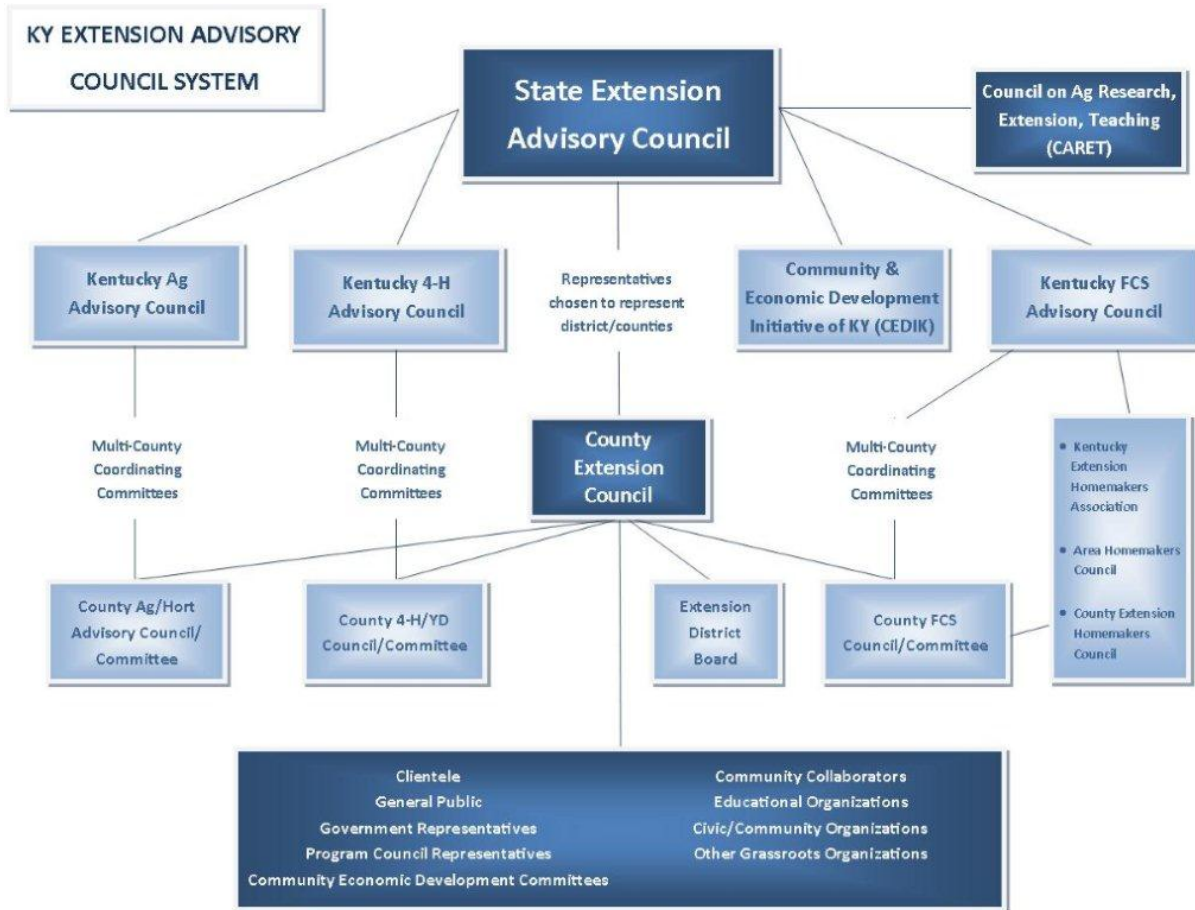 KY EXTENSION ADVISORY
COUNCIL SYSTEM
State Extension
Advisory Council
Council on Ag Research,
Extension, Teaching
(CARET)
Kentucky Ag
Advisory Council
Kentucky 4-H
Advisory Council
Representatives
chosen to represent
district/counties
Community &
Economic Development
Initiative of KY (CEDIK)
Kentucky FCS
Advisory Council
Multi-County
Coordinating
Committees
Multi-County
Coordinating
Committees
County
Extension
Council
Multi-County
Coordinating
Committees
• Kentucky
Extension
Homemakers
Association
• Area Homemakers
Council
• County Extension
Homemakers
Council
County Ag/Hort
Advisory Council/
Committee
County 4-H/YD
Council/Committee
Extension
District
Board
County FCS
Council/Committee
Clientele
General Public
Government Representatives
Program Council Representatives
Community Economic Development Committees
Community Collaborators
Educational Organizations
Civic/Community Organizations
Other Grassroots Organizations